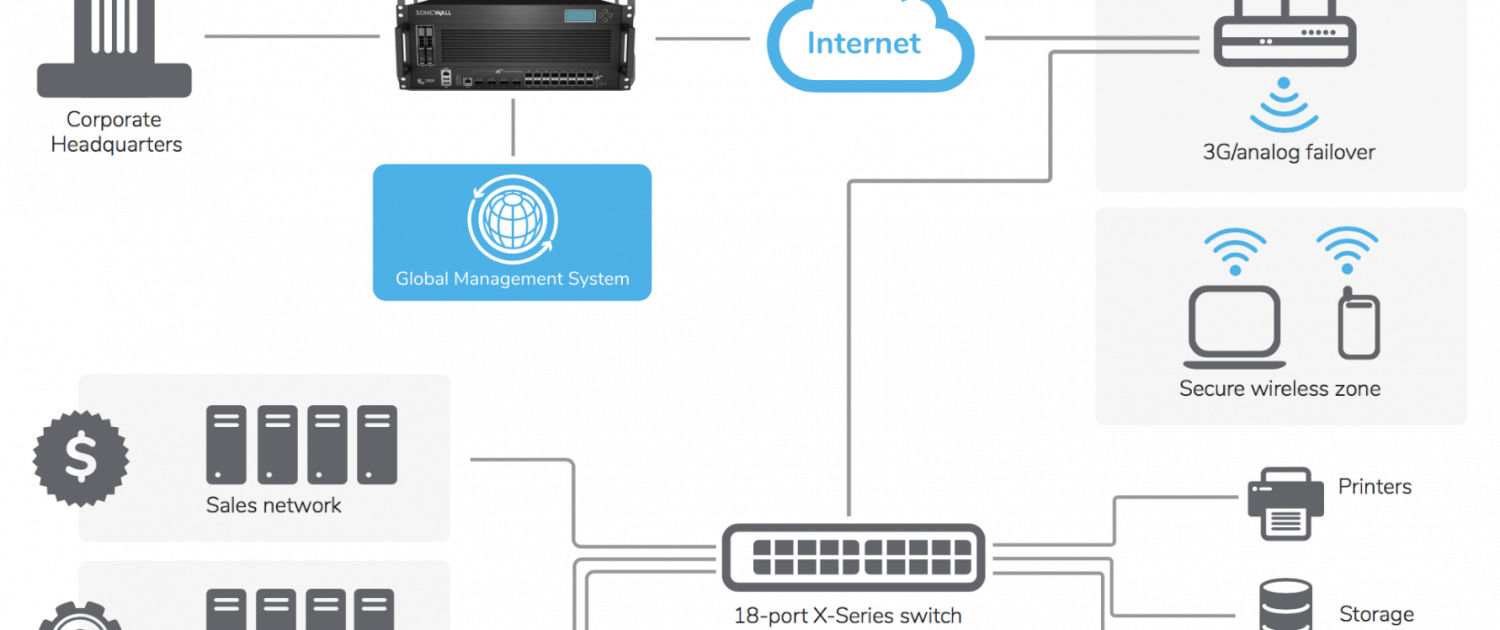 SONICWALL
Internet
Corporate
Headquarters
3G/analog failover
Global Management System
Secure wireless zone
$
Sales network
Printers
18-port X-Series switch
Storage